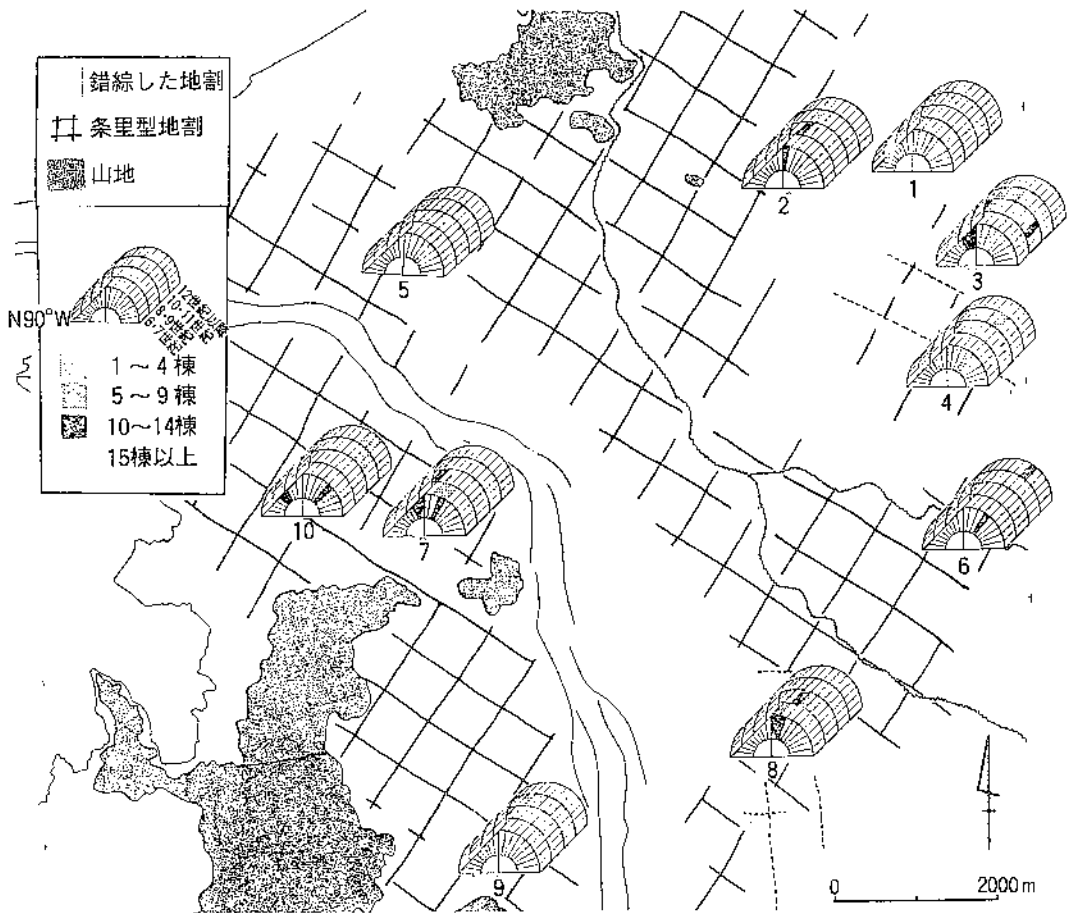 錯綜した地割
条里型地割
山地
N90°W
12世紀以降
10-11世紀
8-9世紀
6-7世紀
1～4棟
5～9棟
10～14棟
15棟以上
1
2
3
4
5
6
7
8
9
10
0 2000m